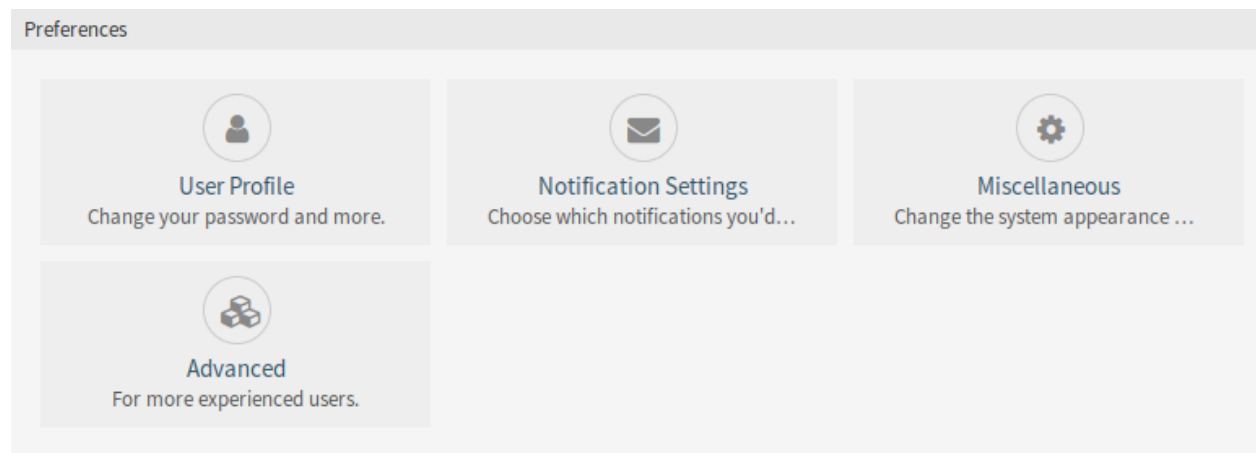 Preferences
User Profile
Change your password and more.
Notification Settings
Choose which notifications you'd…
Miscellaneous
Change the system appearance …
Advanced
For more experienced users.